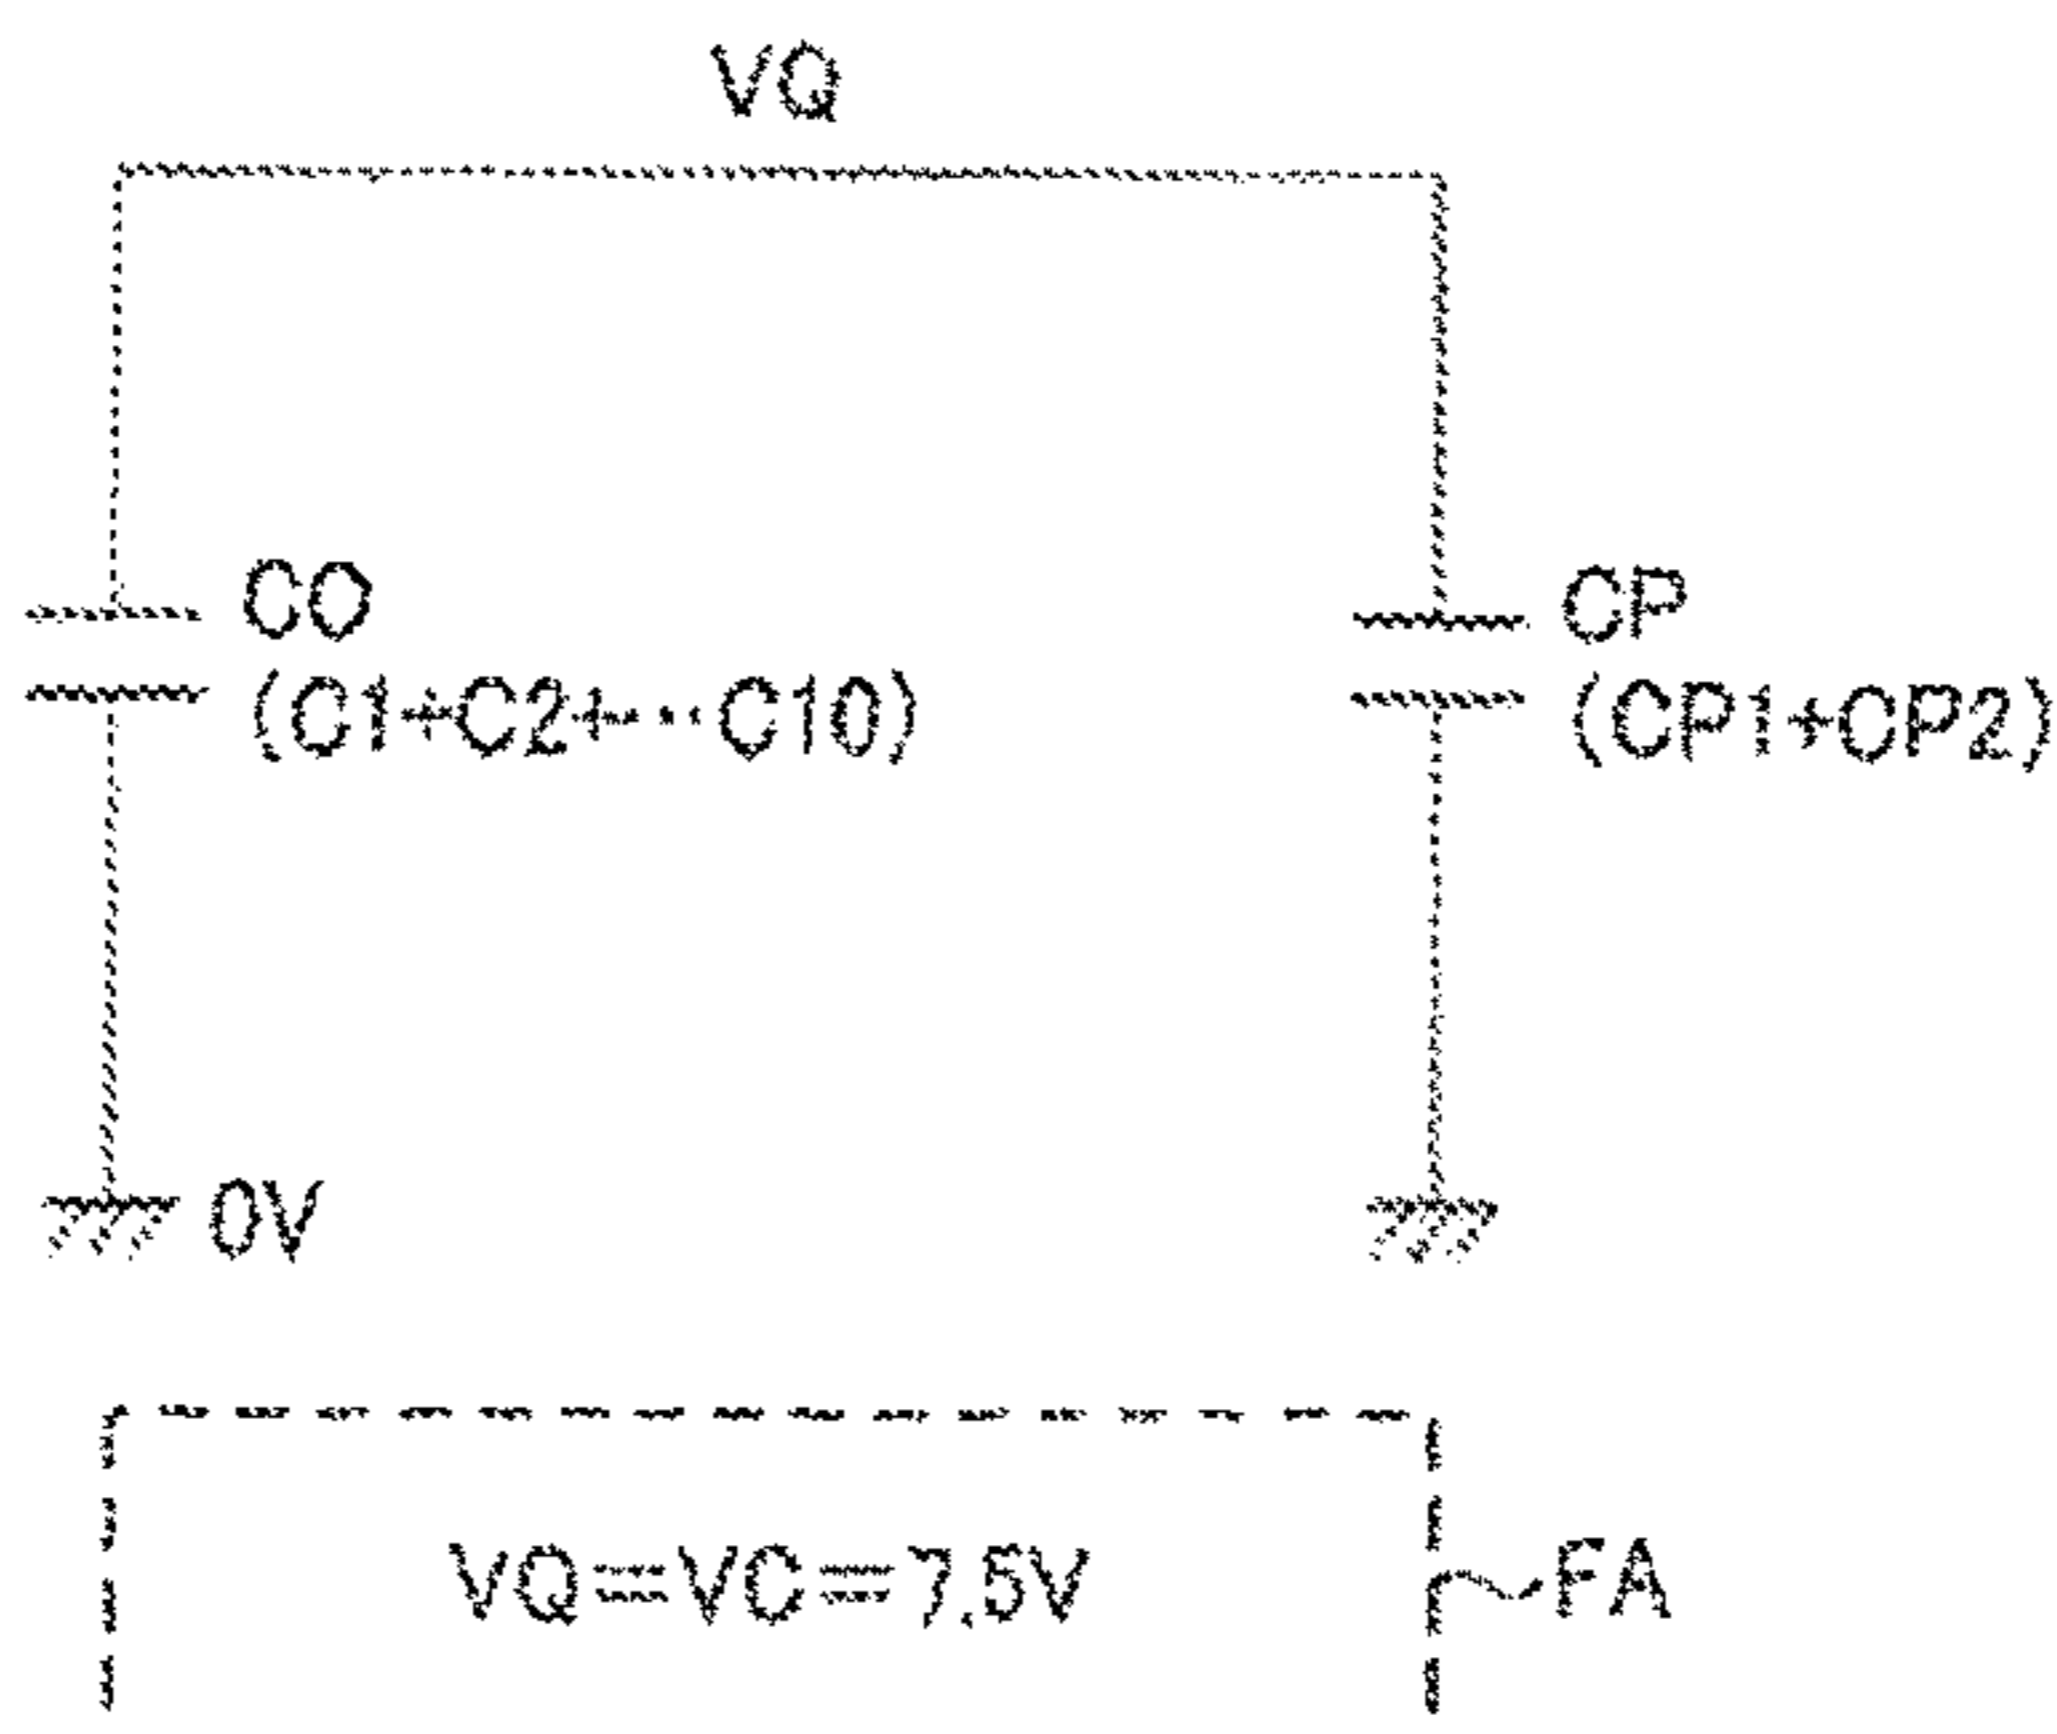 VQ
CO
(C1+C2+···C10)
CP
(CP1+CP2)
0V
VQ=VC=7.5V
FA